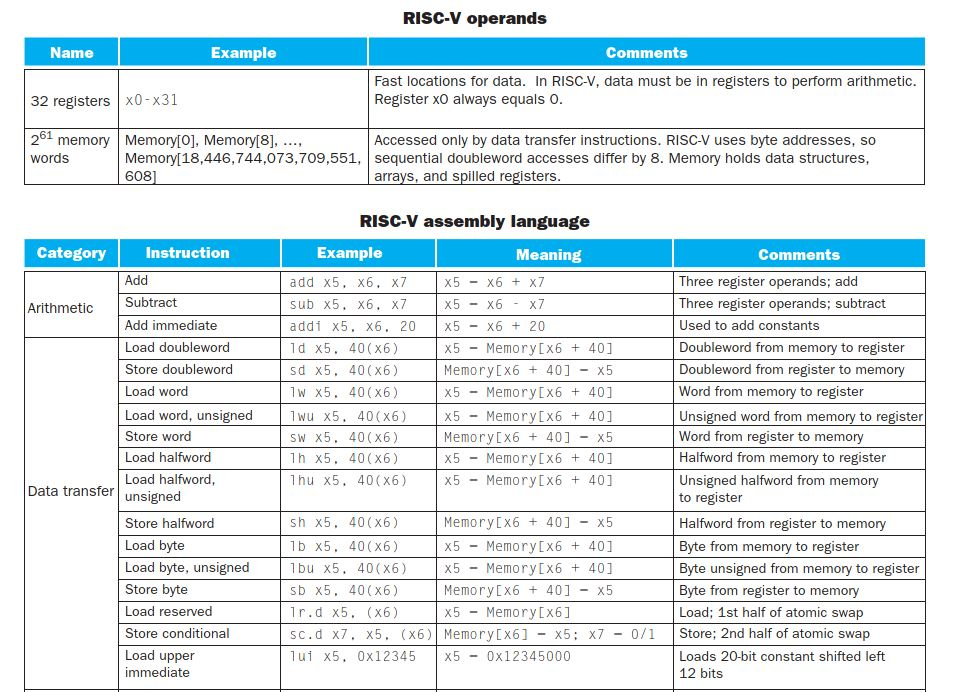 RISC-V operands
Name Example Comments
32 registers x0-x31 Fast locations for data. In RISC-V, data must be in registers to perform arithmetic.
Register x0 always equals 0.
2^61 memory words Memory[0], Memory[8], …,
Memory[18,446,744,073,709,551,
608] Accessed only by data transfer instructions. RISC-V uses byte addresses, so
sequential doubleword accesses differ by 8. Memory holds data structures,
arrays, and spilled registers.
RISC-V assembly language
Category Instruction Example Meaning Comments
Arithmetic
Add add x5, x6, x7 x5 = x6 + x7 Three register operands; add
Subtract sub x5, x6, x7 x5 = x6 - x7 Three register operands; subtract
Add immediate addi x5, x6, 20 x5 = x6 + 20 Used to add constants
Data transfer
Load doubleword ld x5, 40(x6) x5 = Memory[x6 + 40] Doubleword from memory to register
Store doubleword sd x5, 40(x6) Memory[x6 + 40] = x5 Doubleword from register to memory
Load word lw x5, 40(x6) x5 = Memory[x6 + 40] Word from memory to register
Load word, unsigned lwu x5, 40(x6) x5 = Memory[x6 + 40] Unsigned word from memory to register
Store word sw x5, 40(x6) Memory[x6 + 40] = x5 Word from register to memory
Load halfword lh x5, 40(x6) x5 = Memory[x6 + 40] Halfword from memory to register
Load halfword,
unsigned lhu x5, 40(x6) x5 = Memory[x6 + 40] Unsigned halfword from memory
to register
Store halfword sh x5, 40(x6) Memory[x6 + 40] = x5 Halfword from register to memory
Load byte lb x5, 40(x6) x5 = Memory[x6 + 40] Byte from memory to register
Load byte, unsigned lbu x5, 40(x6) x5 = Memory[x6 + 40] Byte unsigned from memory to register
Store byte sb x5, 40(x6) Memory[x6 + 40] = x5 Byte from register to memory
Load reserved lr.d x5, (x6) x5 = Memory[x6] Load; 1st half of atomic swap
Store conditional sc.d x7, x5, (x6) Memory[x6] = x5; x7 = 0/1 Store; 2nd half of atomic swap
Load upper
immediate lui x5, 0x12345 x5 = 0x12345000 Loads 20-bit constant shifted left
12 bits